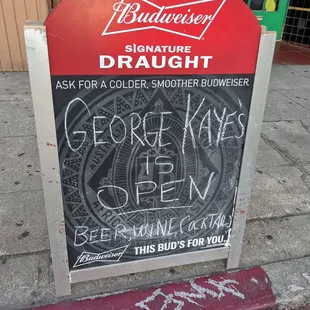 Budweiser
SIGNATURE
DRAUGHT
ASK FOR A COLDER, SMOOTHER BUDWEISER.
GEORGE KAYE'S
IS
OPEN
BEER, WINE, COCKTAILS
Budweiser THIS BUD'S FOR YOU.